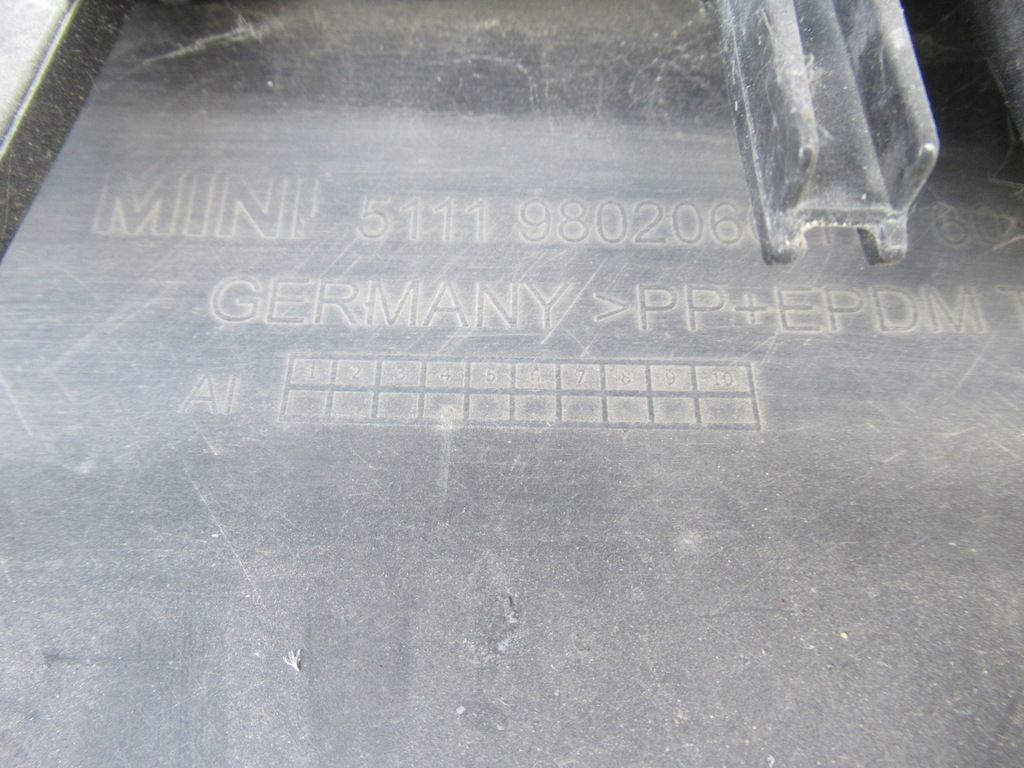 MINI 5111 980206
GERMANY >PP+EPDM
AI 1 2 3 4 5 6 7 8 9 10